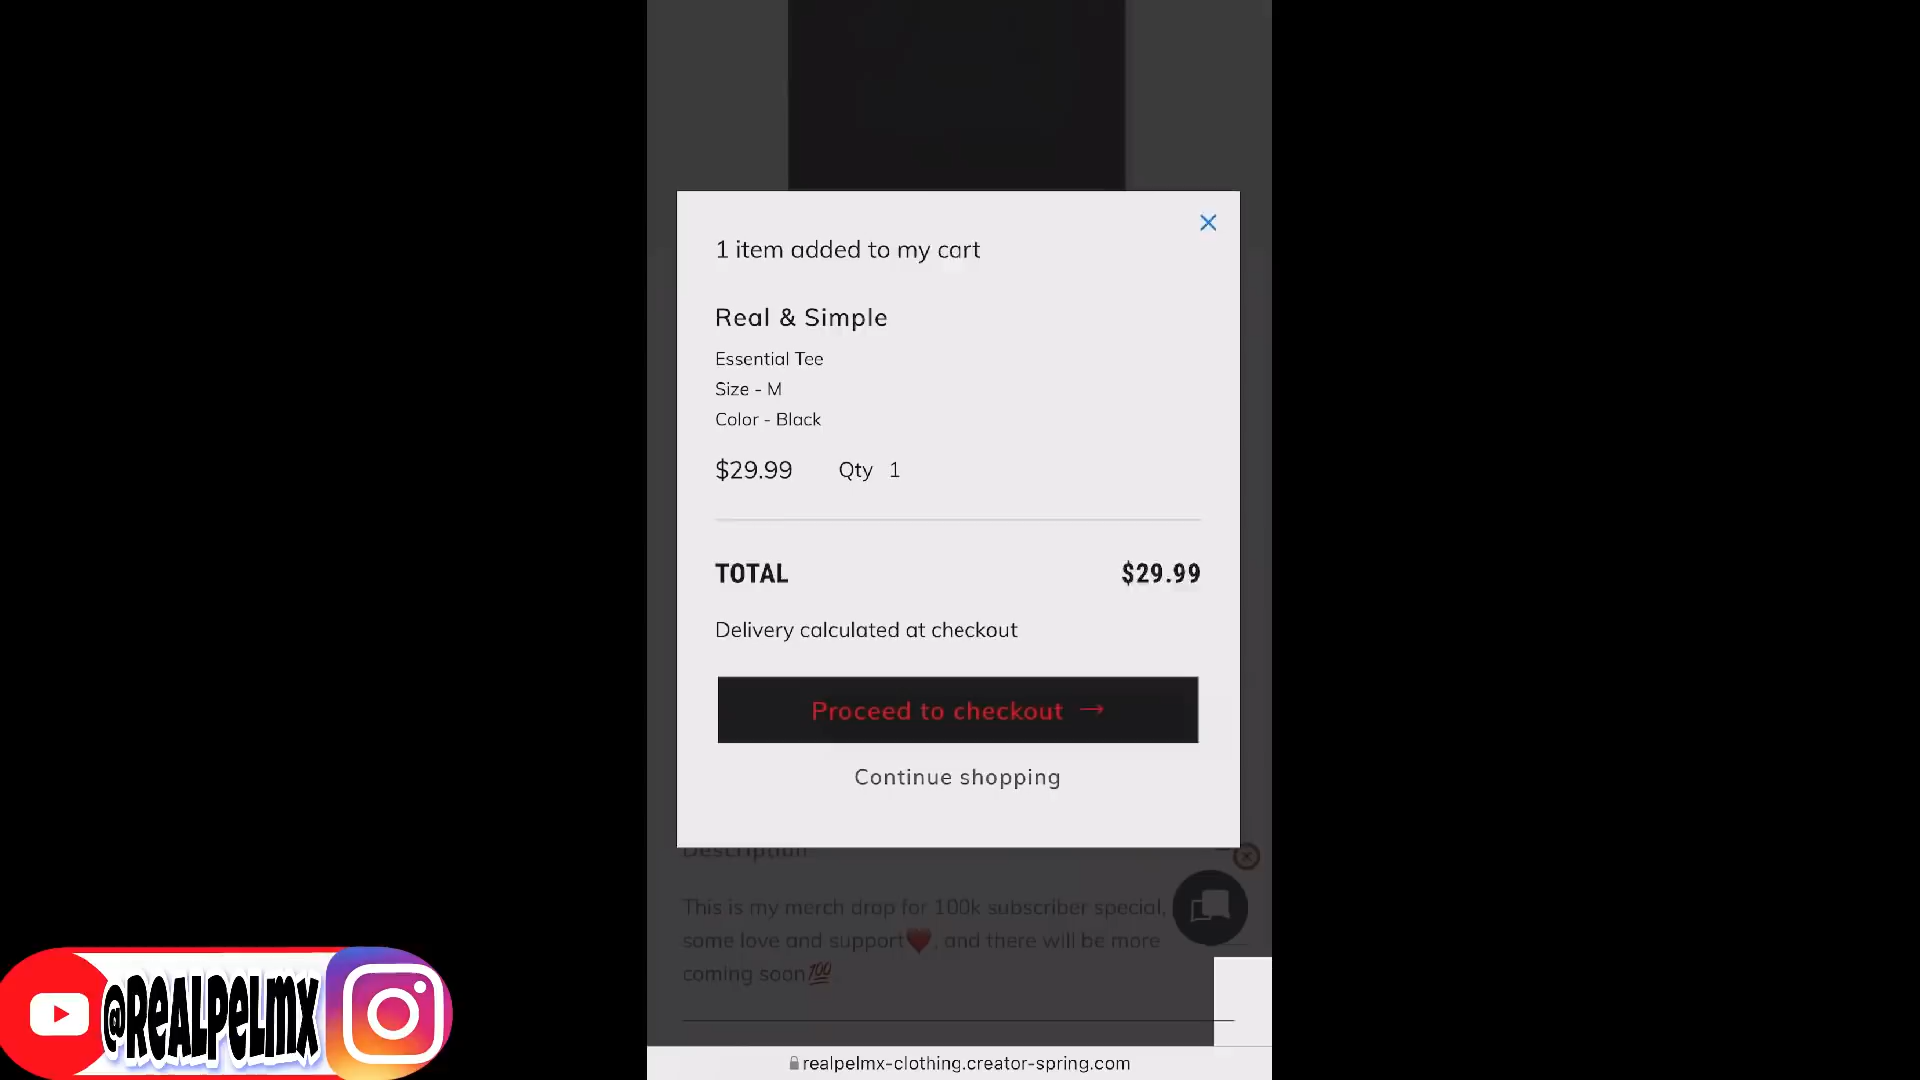 1 item added to my cart
Real & Simple
Essential Tee
Size - M
Color - Black
$29.99 Qty 1
TOTAL $29.99
Delivery calculated at checkout
Proceed to checkout →
Continue shopping
Description
This is my merch drop for 100k subscriber special,
some love and support❤️, and there will be more
coming soon💯
@REALPELMX
realpelmx-clothing.creator-spring.com